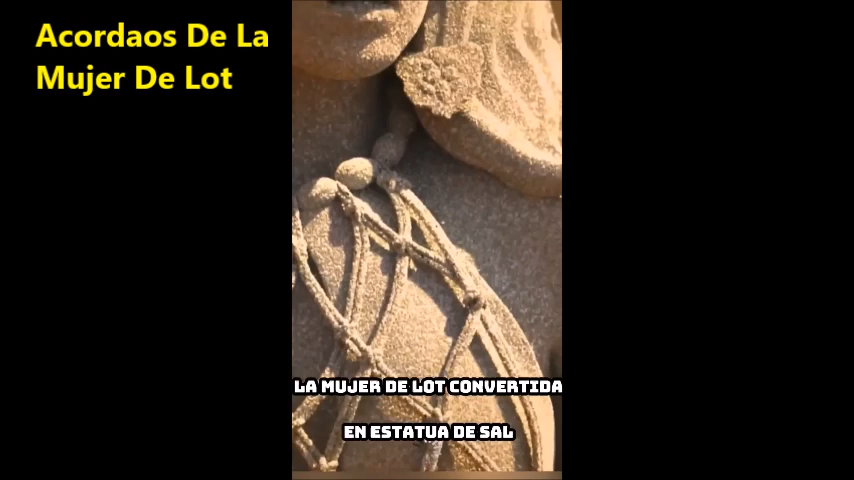 Acordaos De La
Mujer De Lot
LA MUJER DE LOT CONVERTIDA
EN ESTATUA DE SAL